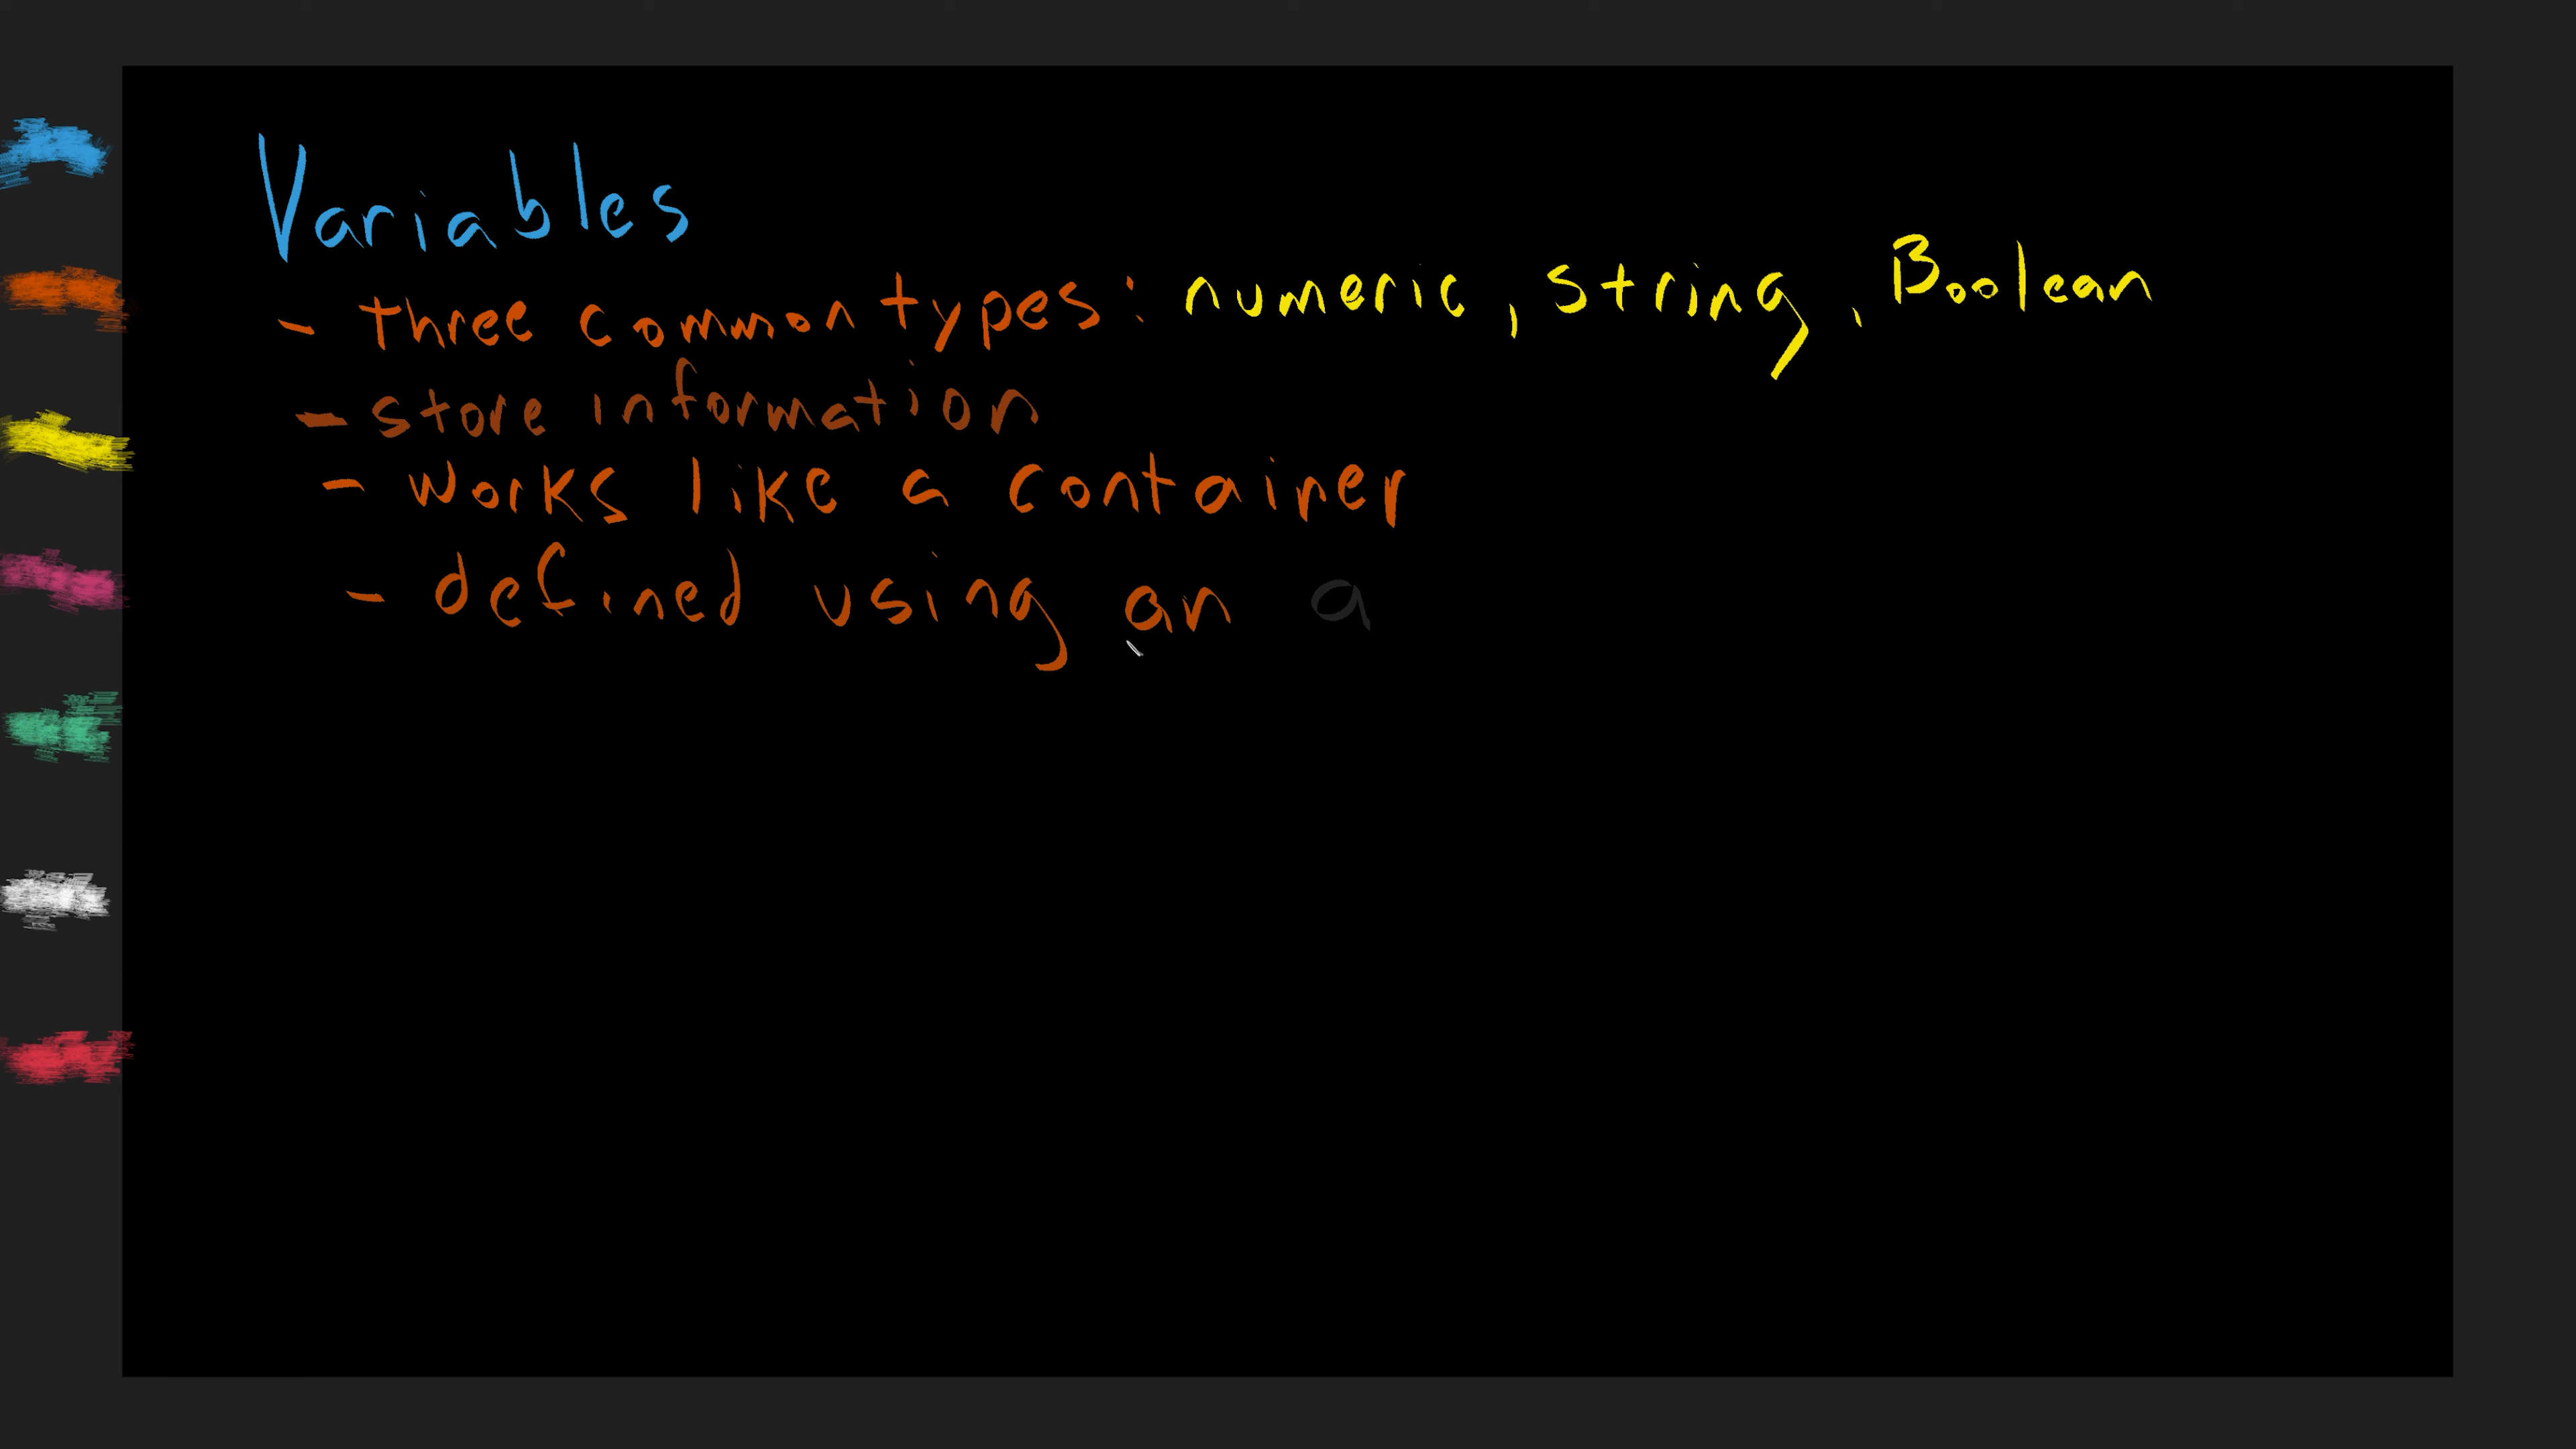 Variables
- three common types: numeric, string, Boolean
- store information
- works like a container
- defined using an a